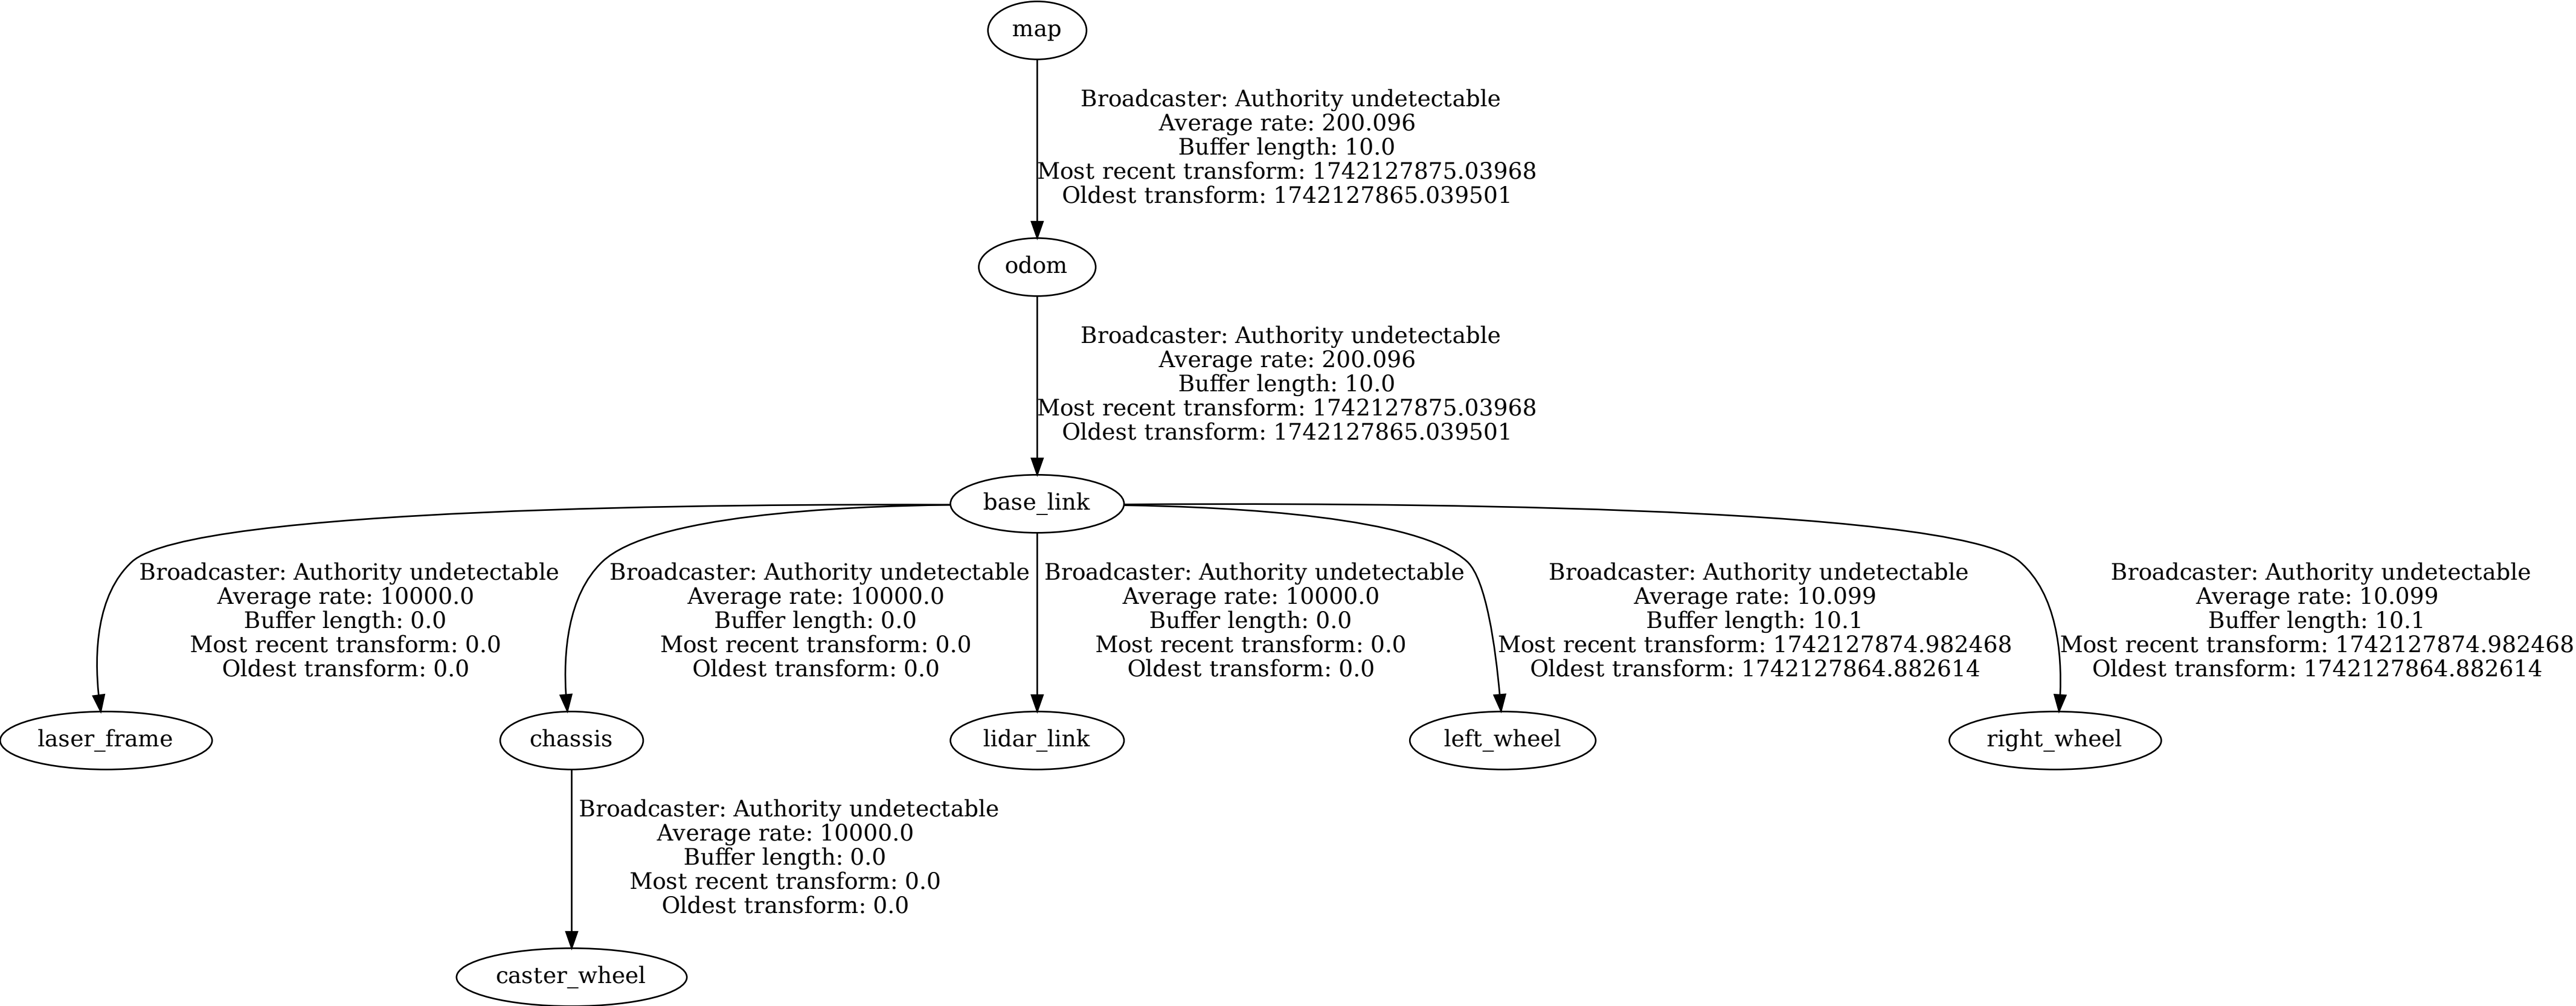 map
Broadcaster: Authority undetectable
Average rate: 200.096
Buffer length: 10.0
Most recent transform: 1742127875.03968
Oldest transform: 1742127865.039501
odom
Broadcaster: Authority undetectable
Average rate: 200.096
Buffer length: 10.0
Most recent transform: 1742127875.03968
Oldest transform: 1742127865.039501
base_link
Broadcaster: Authority undetectable
Average rate: 10000.0
Buffer length: 0.0
Most recent transform: 0.0
Oldest transform: 0.0
Broadcaster: Authority undetectable
Average rate: 10000.0
Buffer length: 0.0
Most recent transform: 0.0
Oldest transform: 0.0
Broadcaster: Authority undetectable
Average rate: 10000.0
Buffer length: 0.0
Most recent transform: 0.0
Oldest transform: 0.0
Broadcaster: Authority undetectable
Average rate: 10.099
Buffer length: 10.1
Most recent transform: 1742127874.982468
Oldest transform: 1742127864.882614
Broadcaster: Authority undetectable
Average rate: 10.099
Buffer length: 10.1
Most recent transform: 1742127874.982468
Oldest transform: 1742127864.882614
laser_frame
chassis
lidar_link
left_wheel
right_wheel
Broadcaster: Authority undetectable
Average rate: 10000.0
Buffer length: 0.0
Most recent transform: 0.0
Oldest transform: 0.0
caster_wheel